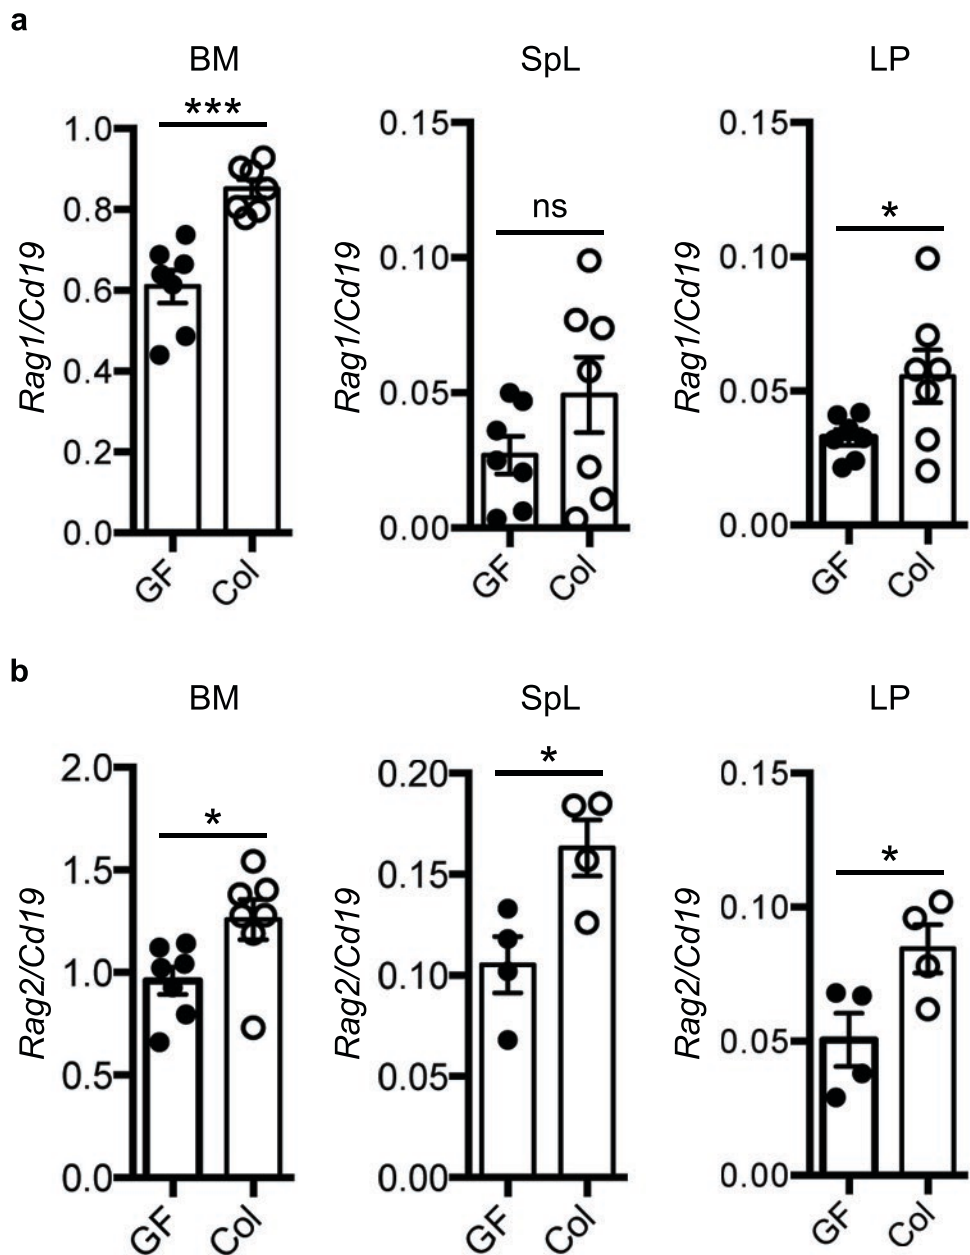 a
BM
SpL
LP
***
ns
*
Rag1/Cd19
1.0
0.8
0.6
0.4
0.2
0.0
GF
Col
Rag1/Cd19
0.15
0.10
0.05
0.00
GF
Col
Rag1/Cd19
0.15
0.10
0.05
0.00
GF
Col
b
BM
SpL
LP
*
*
*
Rag2/Cd19
2.0
1.5
1.0
0.5
0.0
GF
Col
Rag2/Cd19
0.20
0.15
0.10
0.05
0.00
GF
Col
Rag2/Cd19
0.15
0.10
0.05
0.00
GF
Col